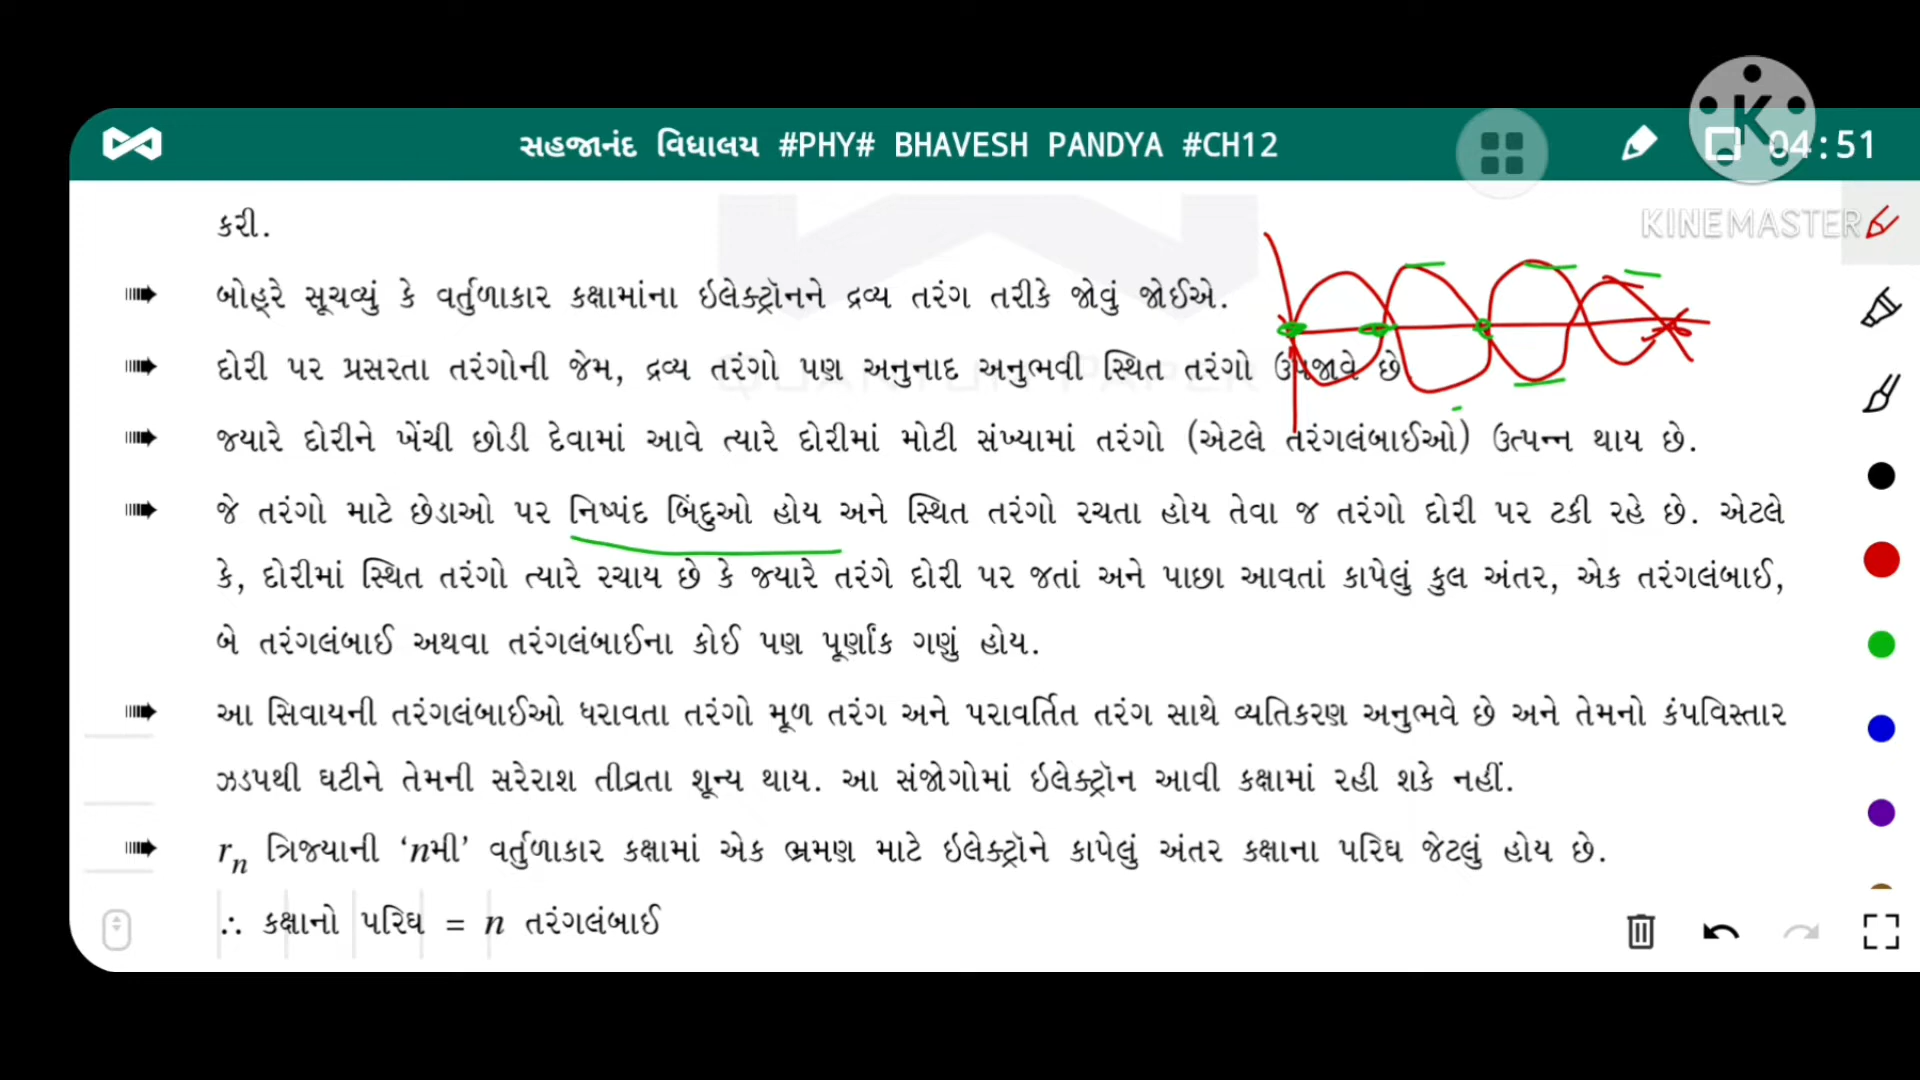 સહજાનંદ વિધાલય #PHY# BHAVESH PANDYA #CH12
04:51
KINEMASTER
કરી.
બોહ્રે સૂચવ્યું કે વર્તુળાકાર કક્ષામાંના ઇલેક્ટ્રૉનને દ્રવ્ય તરંગ તરીકે જોવું જોઈએ.
દોરી પર પ્રસરતા તરંગોની જેમ, દ્રવ્ય તરંગો પણ અનુનાદ અનુભવી સ્થિત તરંગો ઉપજાવે છે
જ્યારે દોરીને ખેંચી છોડી દેવામાં આવે ત્યારે દોરીમાં મોટી સંખ્યામાં તરંગો (એટલે તરંગલંબાઈઓ) ઉત્પન્ન થાય છે.
જે તરંગો માટે છેડાઓ પર નિષ્પંદ બિંદુઓ હોય અને સ્થિત તરંગો રચતા હોય તેવા જ તરંગો દોરી પર ટકી રહે છે. એટલે
કે, દોરીમાં સ્થિત તરંગો ત્યારે રચાય છે કે જ્યારે તરંગે દોરી પર જતાં અને પાછા આવતાં કાપેલું કુલ અંતર, એક તરંગલંબાઈ,
બે તરંગલંબાઈ અથવા તરંગલંબાઈના કોઈ પણ પૂર્ણાંક ગણું હોય.
આ સિવાયની તરંગલંબાઈઓ ધરાવતા તરંગો મૂળ તરંગ અને પરાવર્તિત તરંગ સાથે વ્યતિકરણ અનુભવે છે અને તેમનો કંપવિસ્તાર
ઝડપથી ઘટીને તેમની સરેરાશ તીવ્રતા શૂન્ય થાય. આ સંજોગોમાં ઇલેક્ટ્રૉન આવી કક્ષામાં રહી શકે નહીં.
rn ત્રિજ્યાની ‘nમી’ વર્તુળાકાર કક્ષામાં એક ભ્રમણ માટે ઇલેક્ટ્રૉને કાપેલું અંતર કક્ષાના પરિઘ જેટલું હોય છે.
∴ કક્ષાનો પરિઘ = n તરંગલંબાઈ